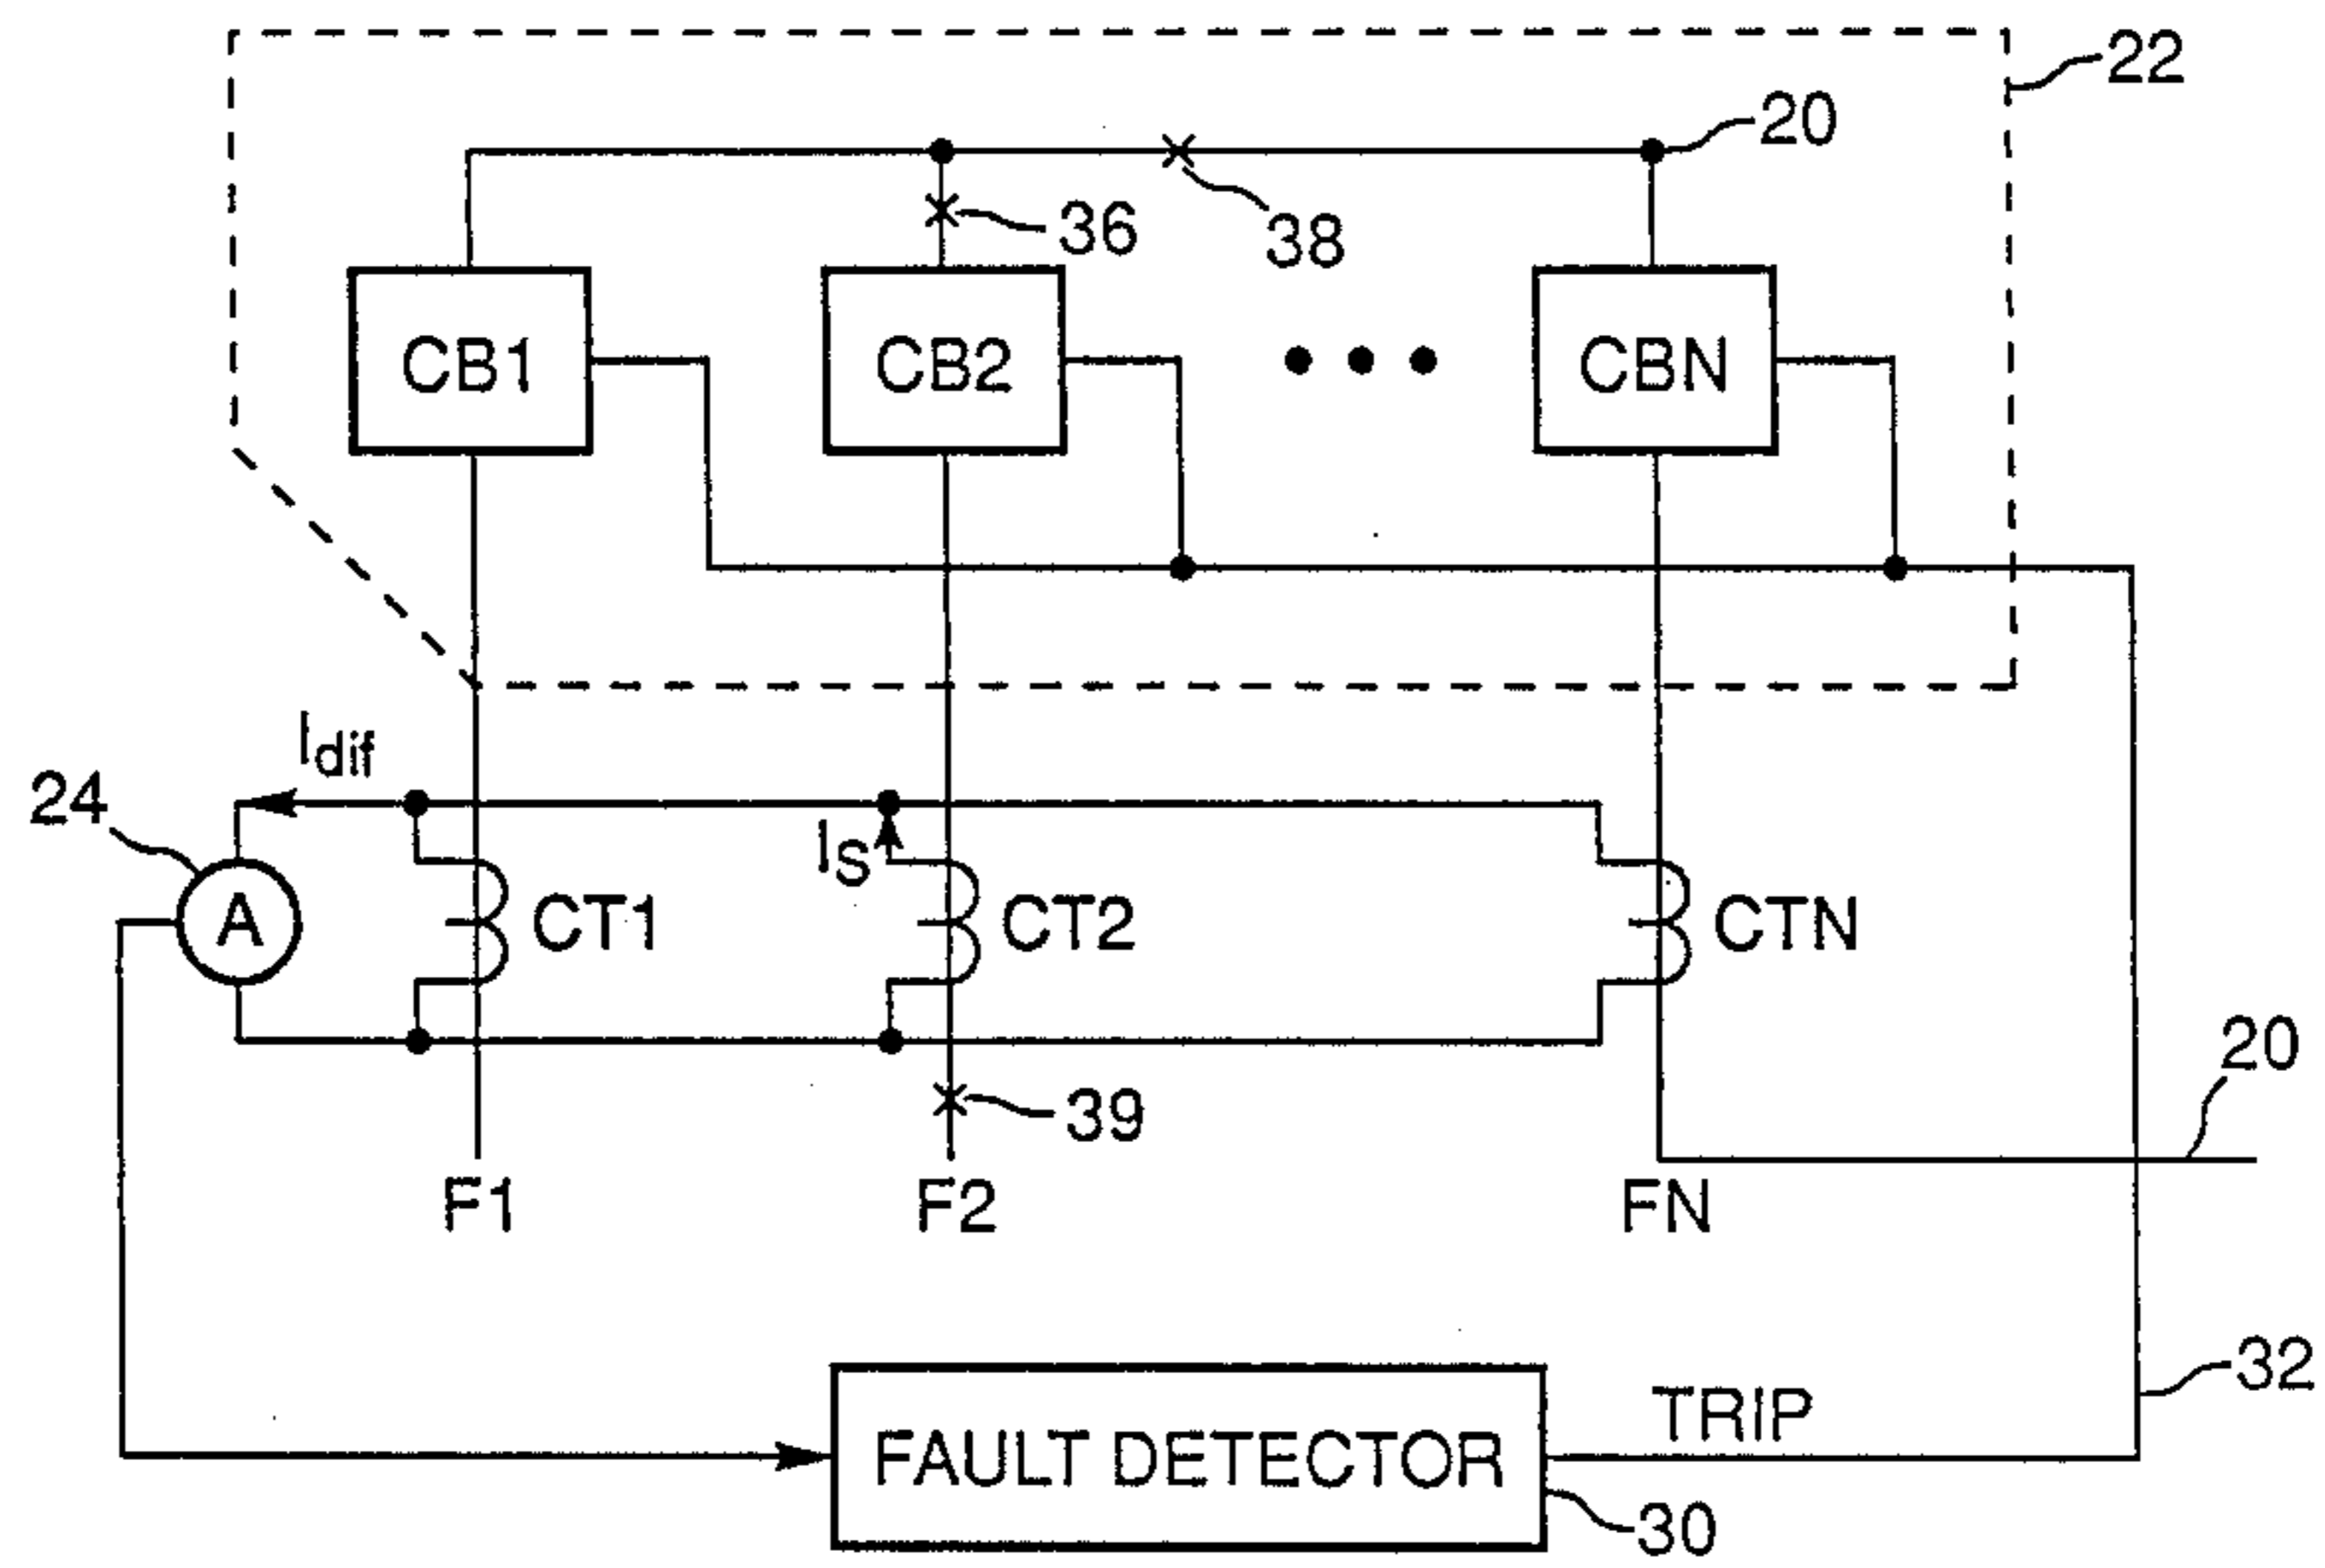 22
20
36
38
CB1
CB2
CBN
Idif
24
IS
A
CT1
CT2
CTN
20
39
F1
F2
FN
32
TRIP
FAULT DETECTOR
30